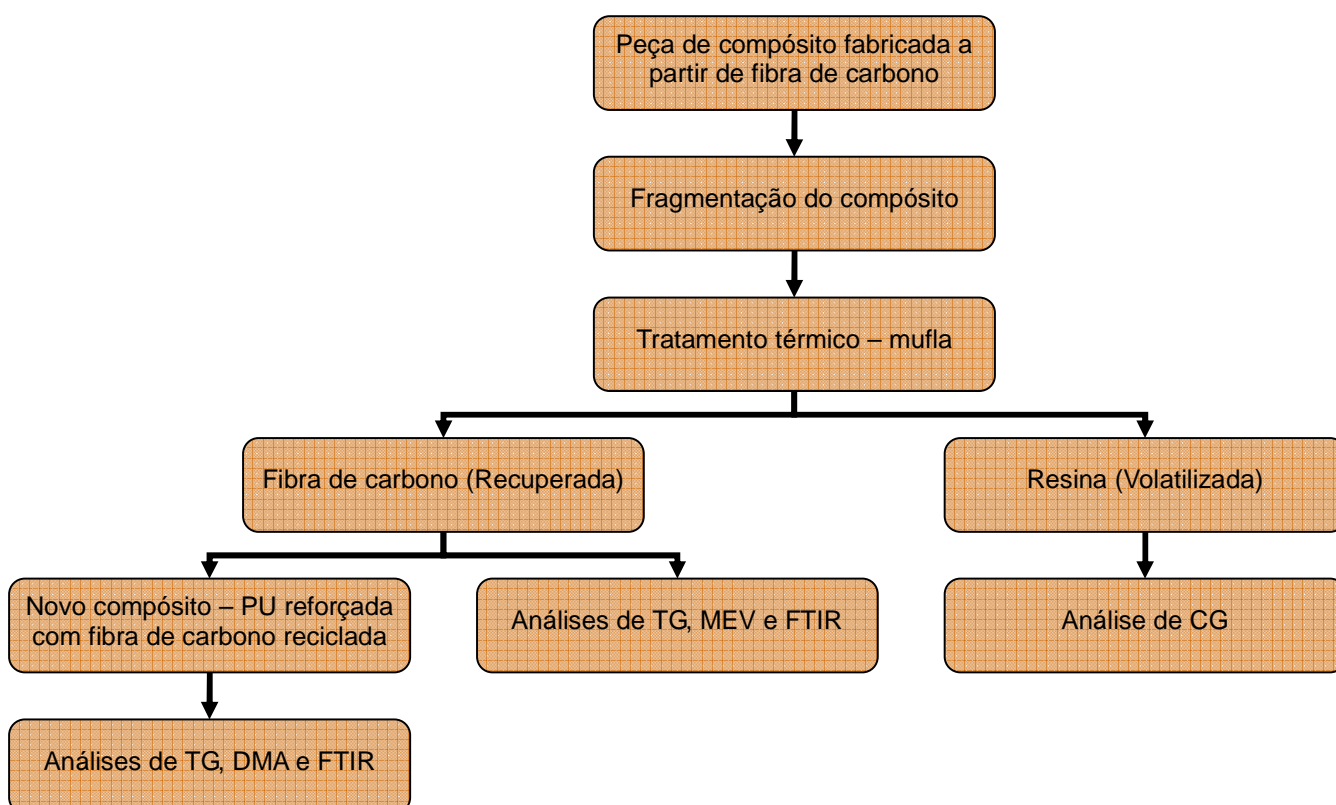 Peça de compósito fabricada a
partir de fibra de carbono
Fragmentação do compósito
Tratamento térmico – mufla
Fibra de carbono (Recuperada)
Resina (Volatilizada)
Novo compósito – PU reforçada
com fibra de carbono reciclada
Análises de TG, MEV e FTIR
Análise de CG
Análises de TG, DMA e FTIR